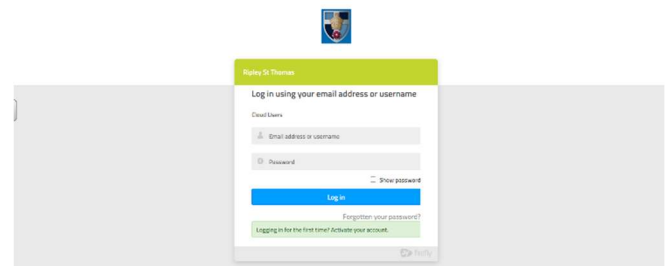 Ripley St Thomas
Log in using your email address or username
Cloud Users
Email address or username
Password
Show password
Log in
Forgotten your password?
Logging in for the first time? Activate your account.
firefly